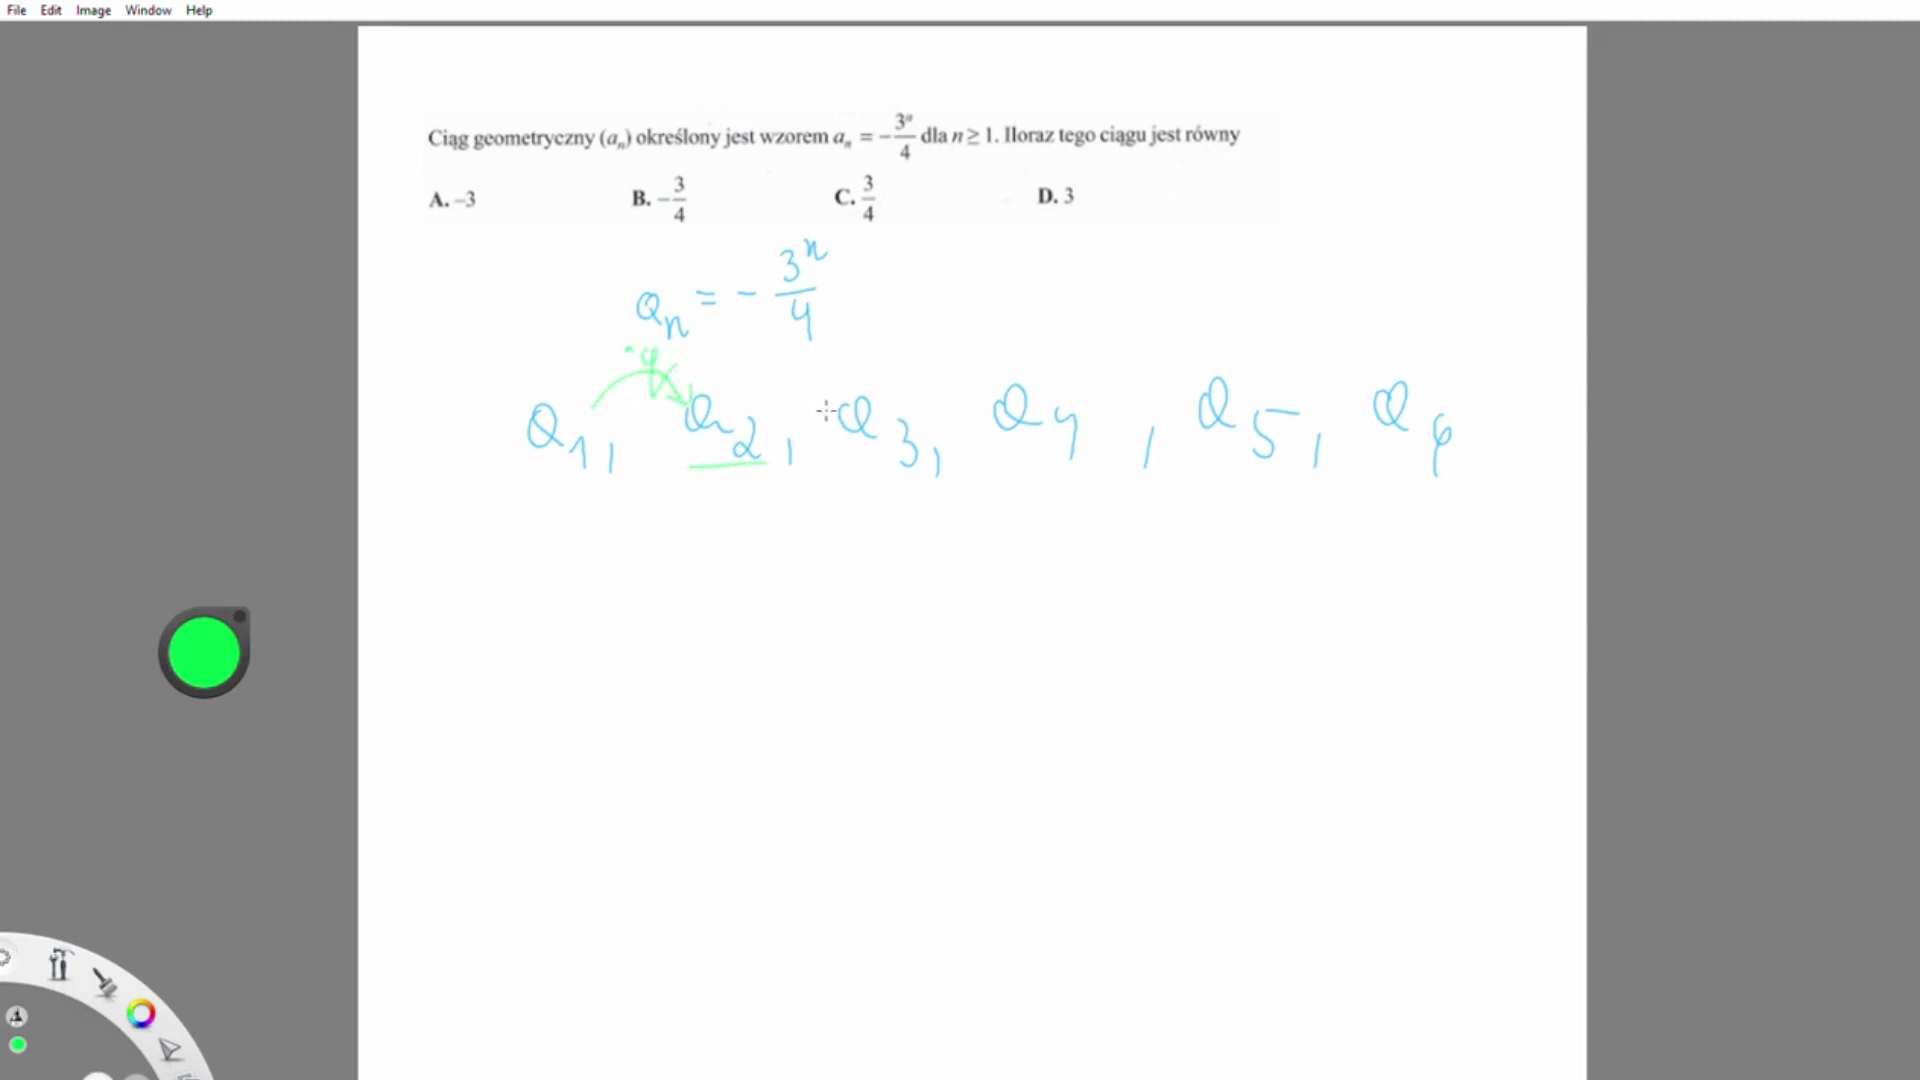 File Edit Image Window Help
Ciąg geometryczny (aₙ) określony jest wzorem aₙ = -3ⁿ/4 dla n ≥ 1. Iloraz tego ciągu jest równy
A. –3 B. -3/4 C. 3/4 D. 3
aₙ = - 3ⁿ/4
·q
a₁, a₂, a₃, a₄, a₅, a₆